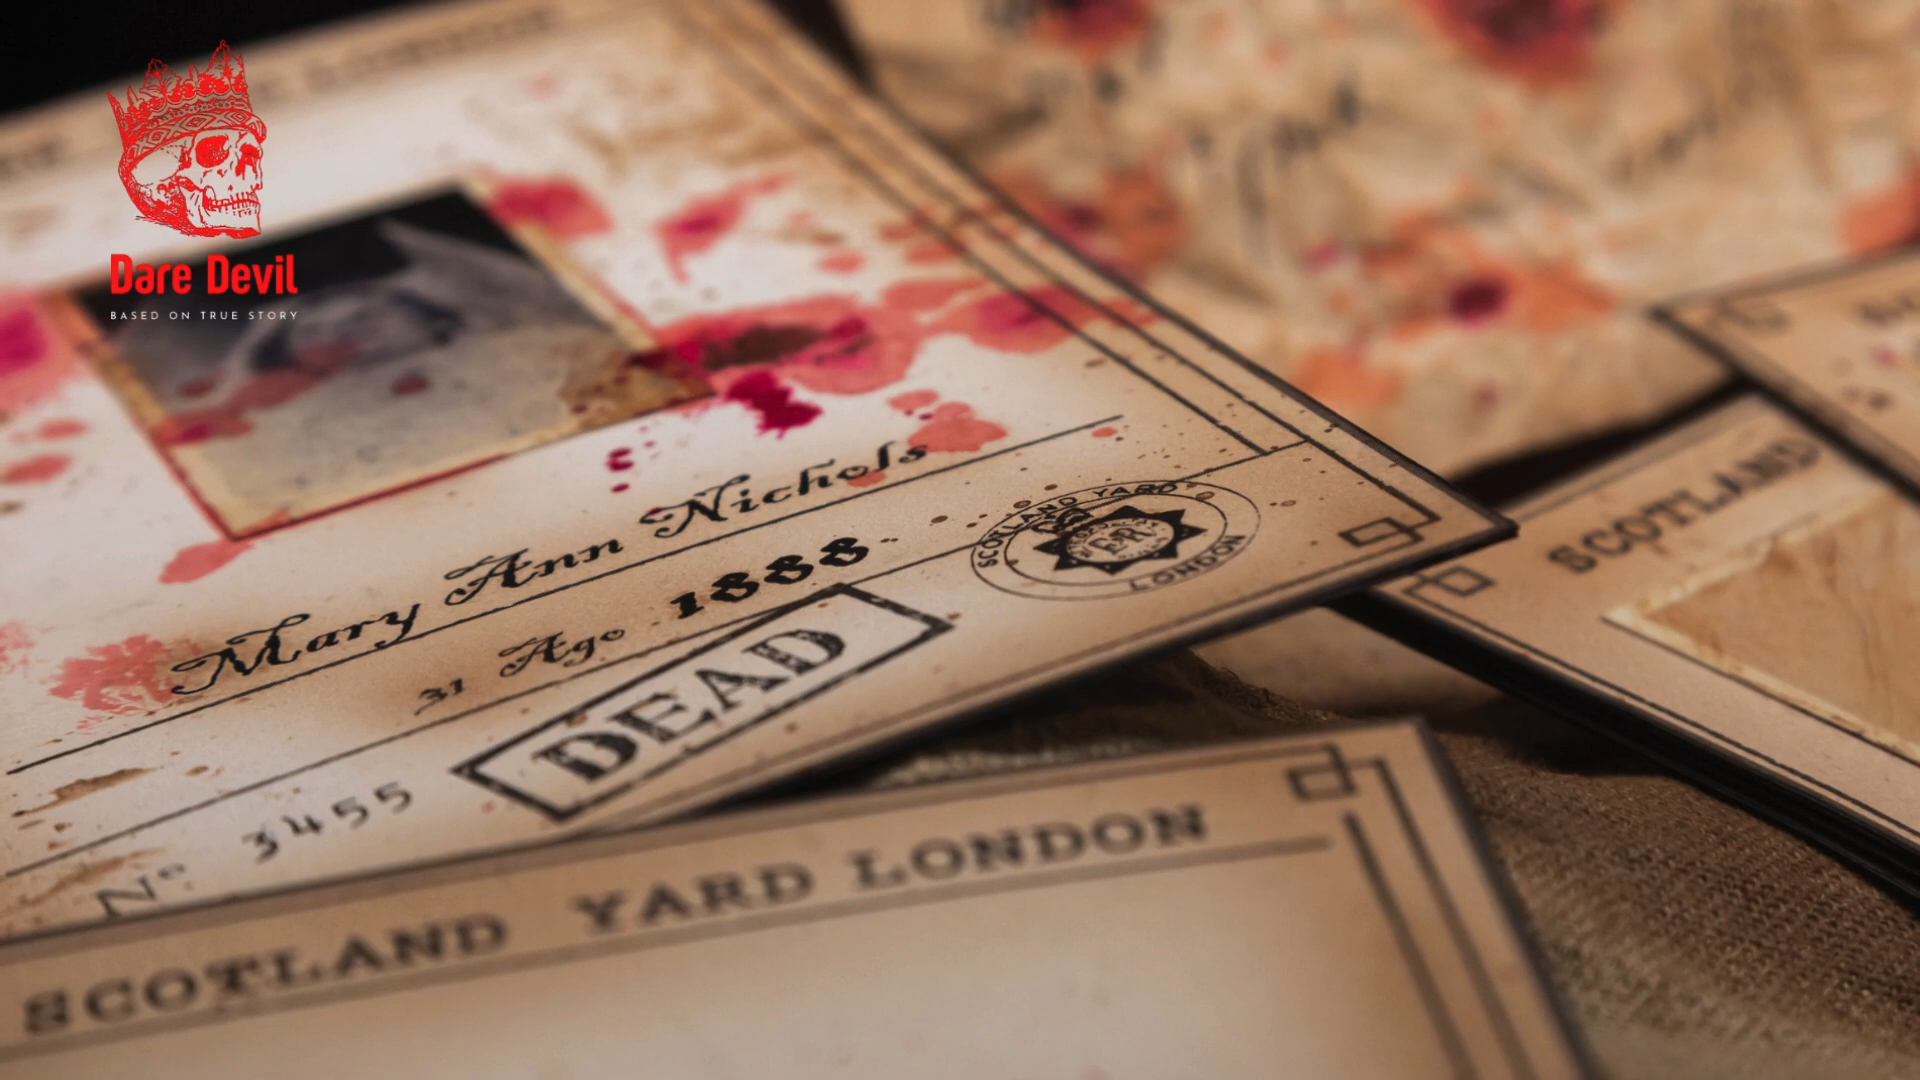 Dare Devil
BASED ON TRUE STORY
Mary Ann Nichols
31 Age 1888
DEAD
Nº 3455
SCOTLAND YARD
ER
LONDON
SCOTLAND
SCOTLAND YARD LONDON